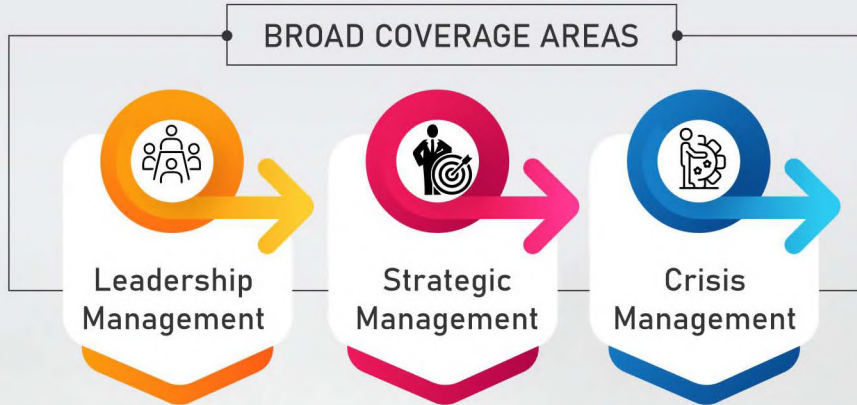 BROAD COVERAGE AREAS
Leadership
Management
Strategic
Management
Crisis
Management